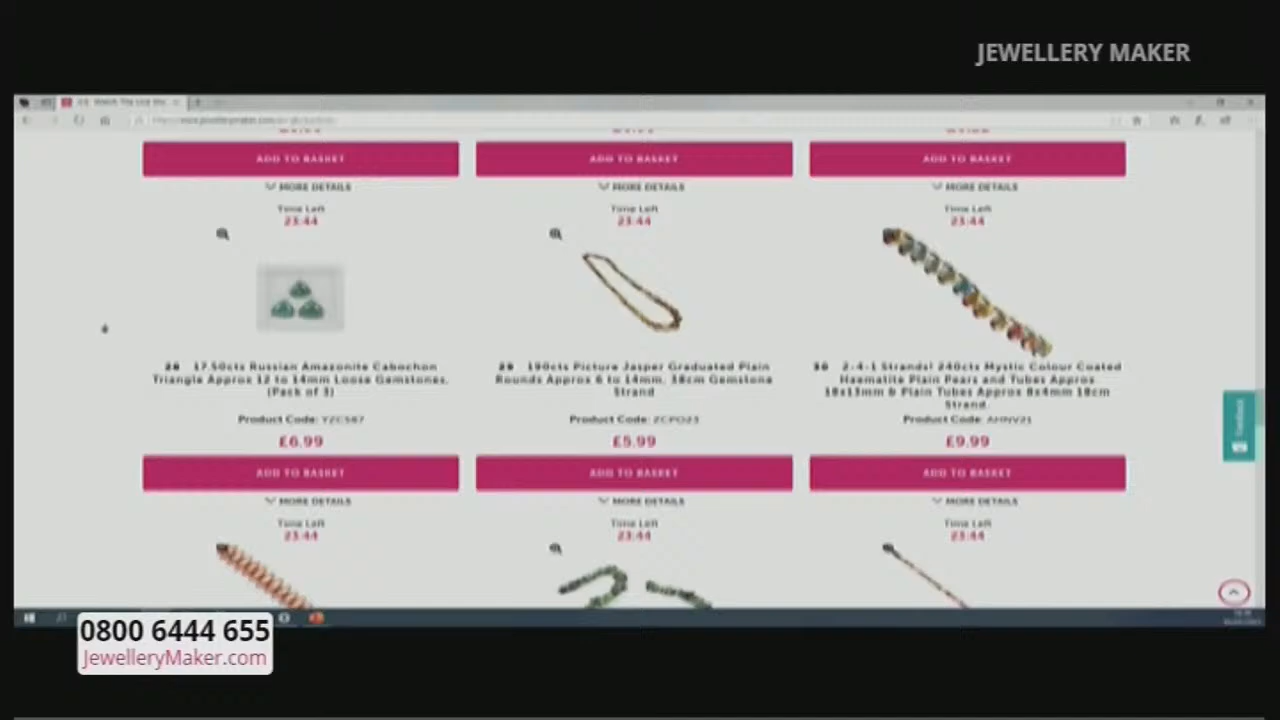 JEWELLERY MAKER
ADD TO BASKET ADD TO BASKET ADD TO BASKET
MORE DETAILS MORE DETAILS MORE DETAILS
Time Left Time Left Time Left
23:44 23:44 23:44
28 17.50cts Russian Amazonite Cabochon
Triangle Approx 12 to 14mm Loose Gemstones.
(Pack of 3)
29 190cts Picture Jasper Graduated Plain
Rounds Approx 6 to 14mm. 38cm Gemstone
Strand
30 2-4-1 Strands! 240cts Mystic Colour Coated
Haematite Plain Pears and Tubes Approx
18x13mm & Plain Tubes Approx 8x4mm 18cm
Strand
Product Code: Product Code: Product Code:
£6.99 £5.99 £9.99
ADD TO BASKET ADD TO BASKET ADD TO BASKET
MORE DETAILS MORE DETAILS MORE DETAILS
Time Left Time Left Time Left
23:44 23:44 23:44
Feedback
0800 6444 655
JewelleryMaker.com